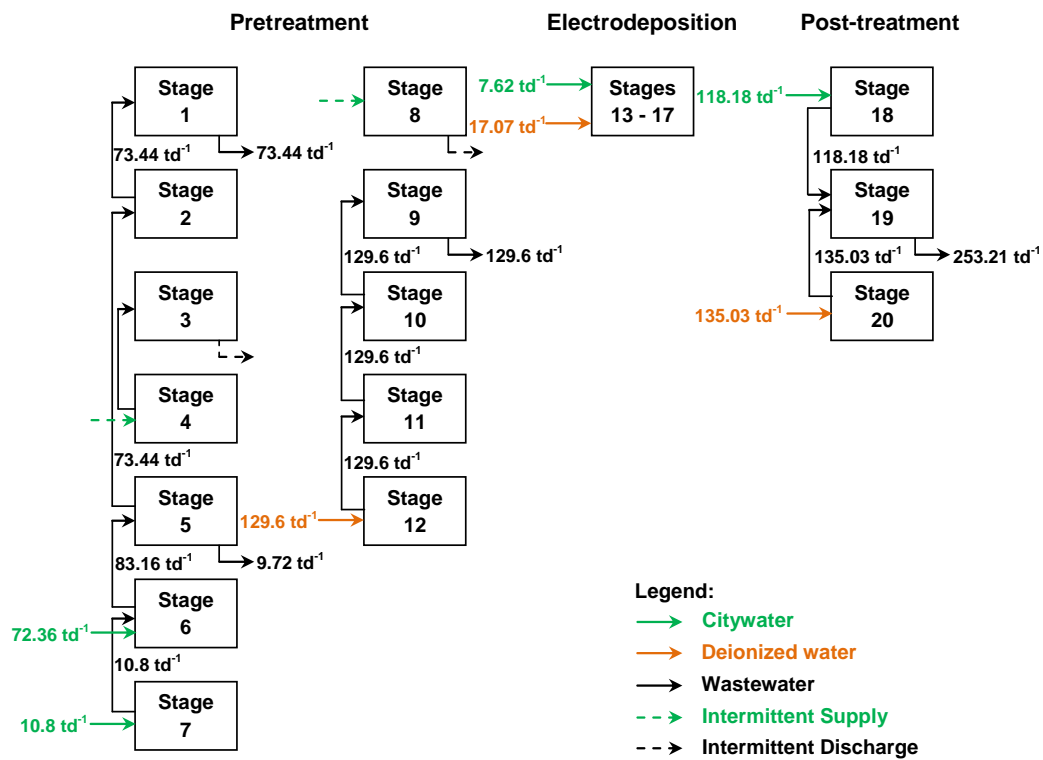 Pretreatment
Electrodeposition
Post-treatment
Stage
1
73.44 td⁻¹
73.44 td⁻¹
Stage
2
Stage
3
Stage
4
73.44 td⁻¹
Stage
5
9.72 td⁻¹
83.16 td⁻¹
Stage
6
72.36 td⁻¹
10.8 td⁻¹
Stage
7
10.8 td⁻¹
Stage
8
Stage
9
129.6 td⁻¹
129.6 td⁻¹
Stage
10
129.6 td⁻¹
Stage
11
129.6 td⁻¹
Stage
12
129.6 td⁻¹
7.62 td⁻¹
17.07 td⁻¹
Stages
13 - 17
118.18 td⁻¹
Stage
18
118.18 td⁻¹
Stage
19
135.03 td⁻¹
253.21 td⁻¹
Stage
20
135.03 td⁻¹
Legend:
Citywater
Deionized water
Wastewater
Intermittent Supply
Intermittent Discharge